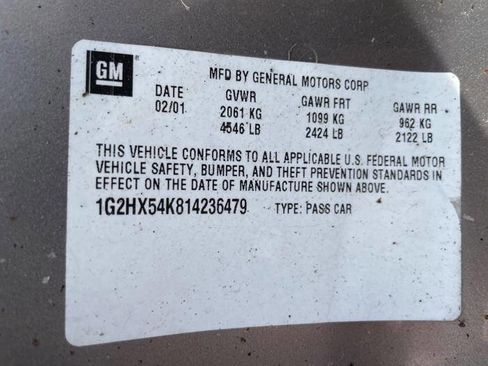 GM
MFD BY GENERAL MOTORS CORP
DATE GVWR GAWR FRT GAWR RR
02/01 2061 KG 1099 KG 962 KG
4546 LB 2424 LB 2122 LB
THIS VEHICLE CONFORMS TO ALL APPLICABLE U.S. FEDERAL MOTOR
VEHICLE SAFETY, BUMPER, AND THEFT PREVENTION STANDARDS IN
EFFECT ON THE DATE OF MANUFACTURE SHOWN ABOVE.
1G2HX54K814236479 TYPE: PASS CAR